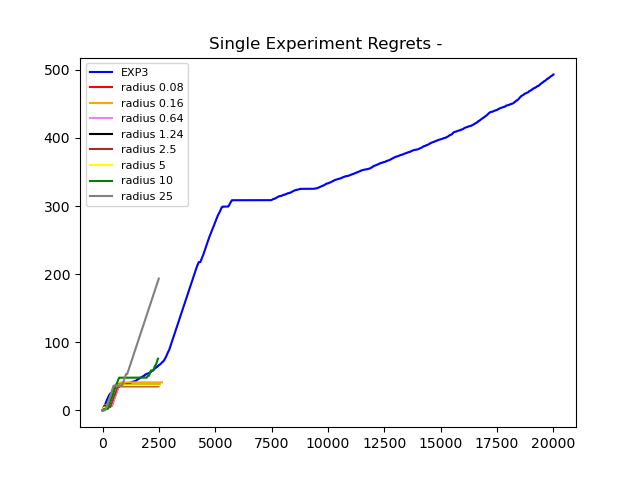 Single Experiment Regrets -
EXP3
radius 0.08
radius 0.16
radius 0.64
radius 1.24
radius 2.5
radius 5
radius 10
radius 25
500
400
300
200
100
0
0 2500 5000 7500 10000 12500 15000 17500 20000